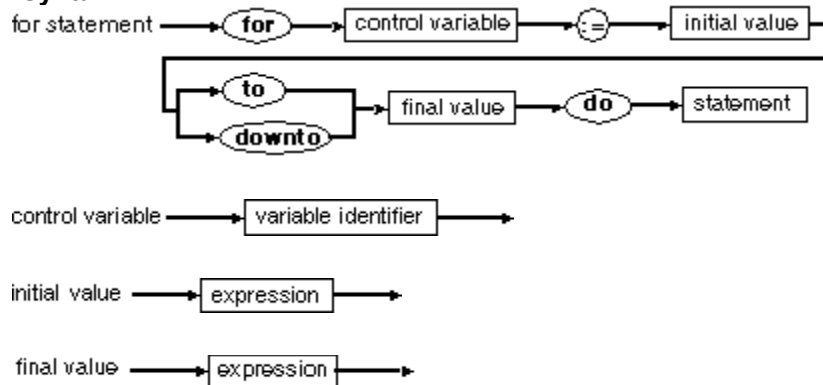 for statement for control variable := initial value
to
final value do statement
downto
control variable variable identifier
initial value expression
final value expression